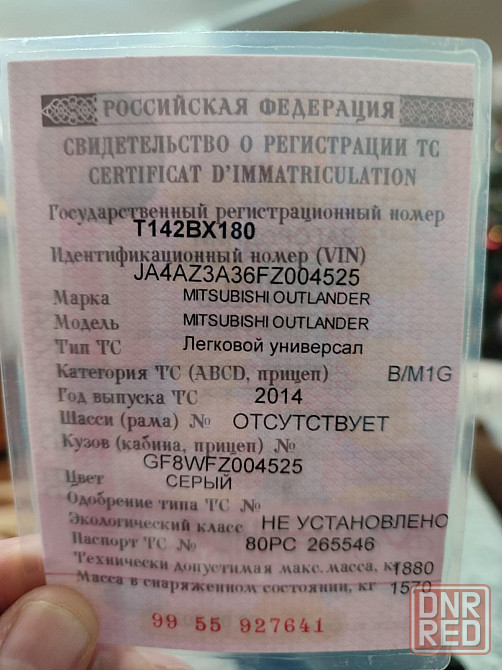 РОССИЙСКАЯ ФЕДЕРАЦИЯ
СВИДЕТЕЛЬСТВО О РЕГИСТРАЦИИ ТС
CERTIFICAT D'IMMATRICULATION
Государственный регистрационный номер
Т142ВХ180
Идентификационный номер (VIN)
JA4AZ3A36FZ004525
Марка MITSUBISHI OUTLANDER
Модель MITSUBISHI OUTLANDER
Тип ТС Легковой универсал
Категория ТС (ABCD, прицеп) B/M1G
Год выпуска ТС 2014
Шасси (рама) № ОТСУТСТВУЕТ
Кузов (кабина, прицеп) №
GF8WFZ004525
Цвет СЕРЫЙ
Одобрение типа ТС №
Экологический класс НЕ УСТАНОВЛЕНО
Паспорт ТС № 80РС 265546
Технически допустимая макс. масса, кг 1880
Масса в снаряженном состоянии, кг 1570
99 55 927641
DNR
RED